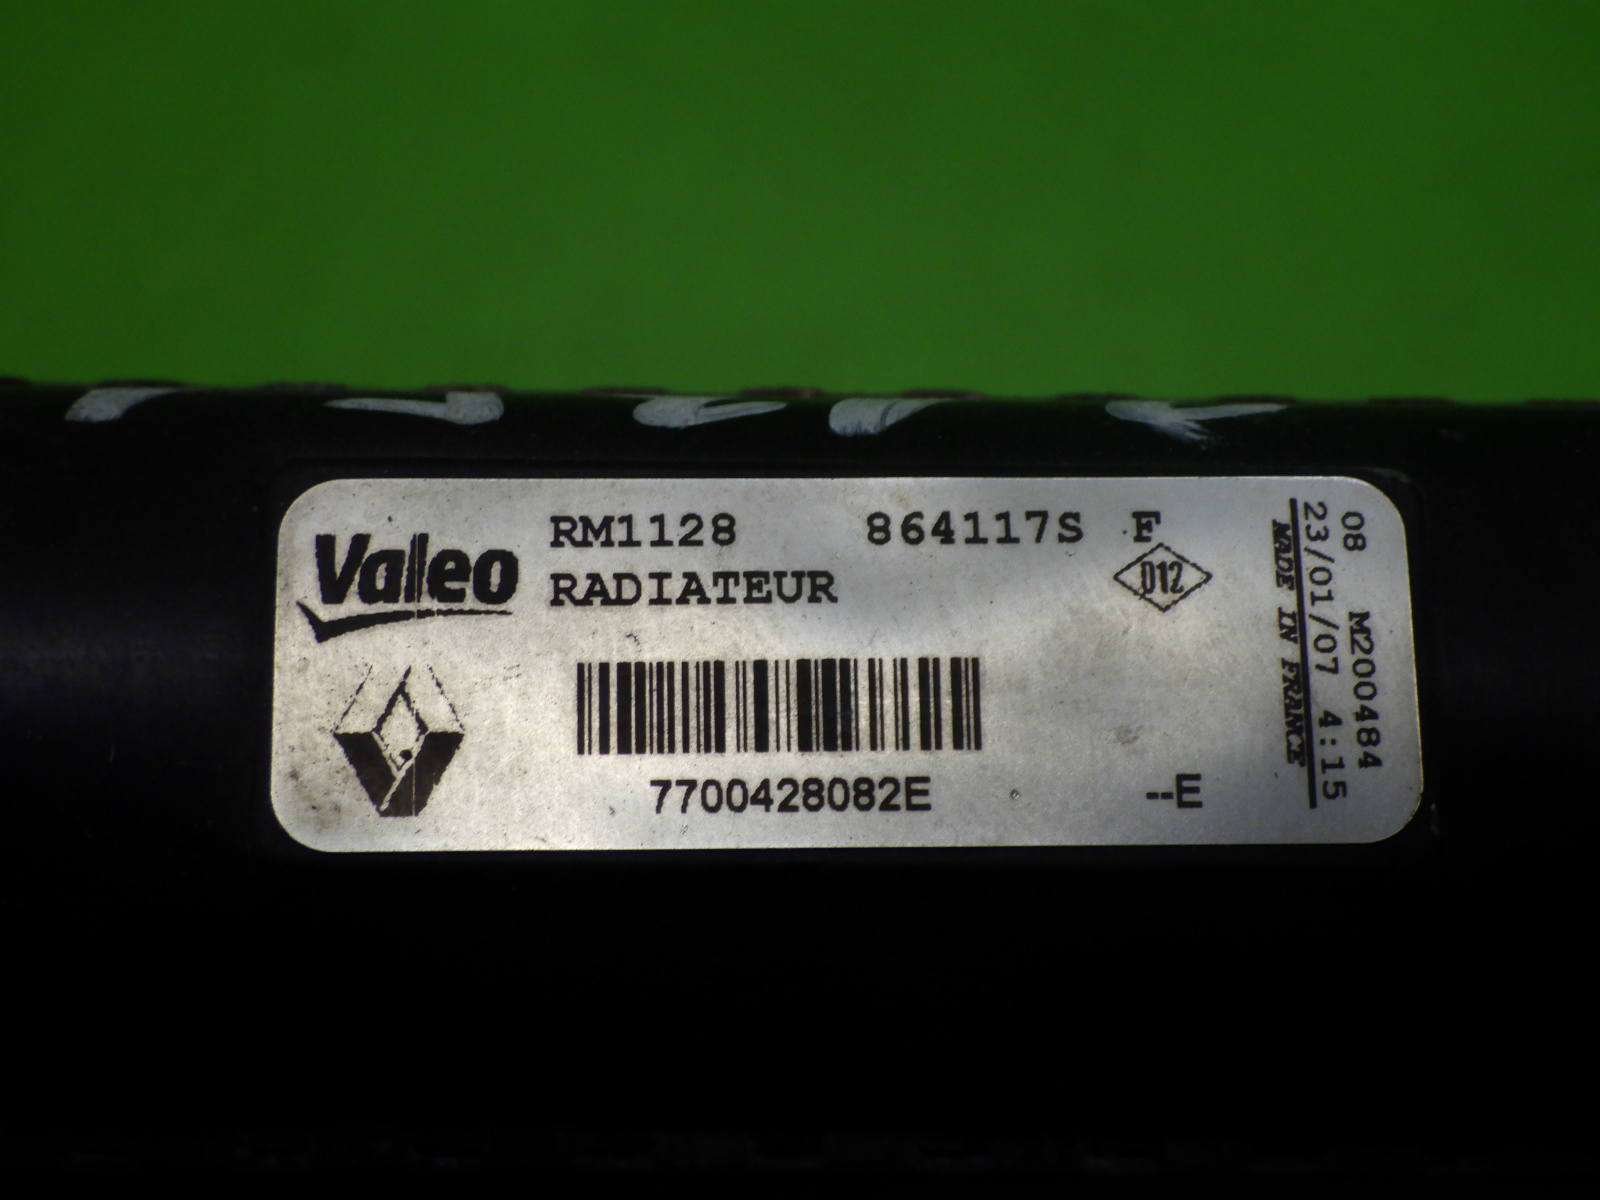 Valeo
RM1128 864117S F
RADIATEUR
D12
7700428082E
--E
08 M200484
23/01/07 4:15
MADE IN FRANCE